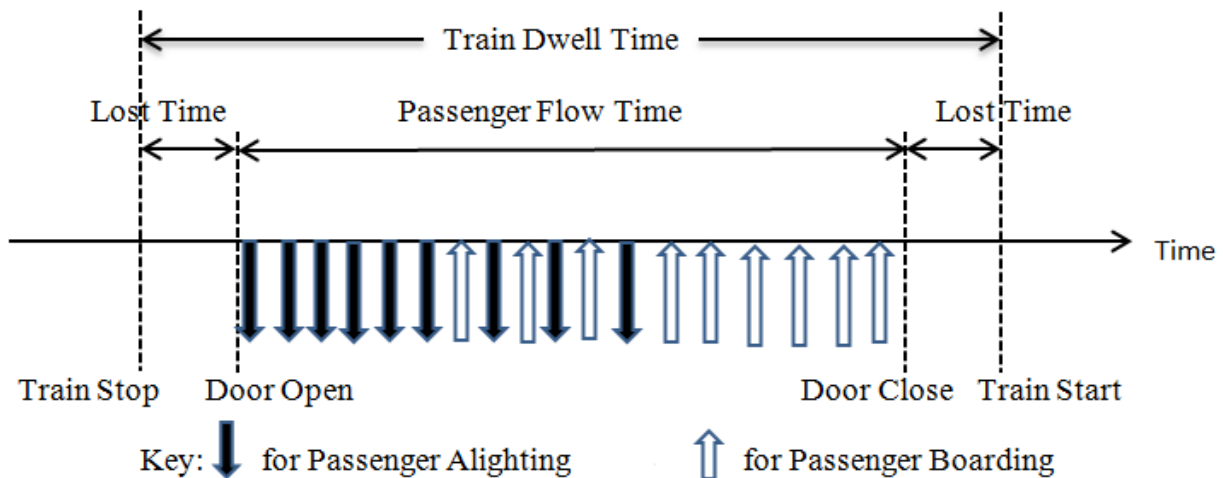 Train Dwell Time
Lost Time Passenger Flow Time Lost Time
Time
Train Stop Door Open Door Close Train Start
Key: for Passenger Alighting for Passenger Boarding